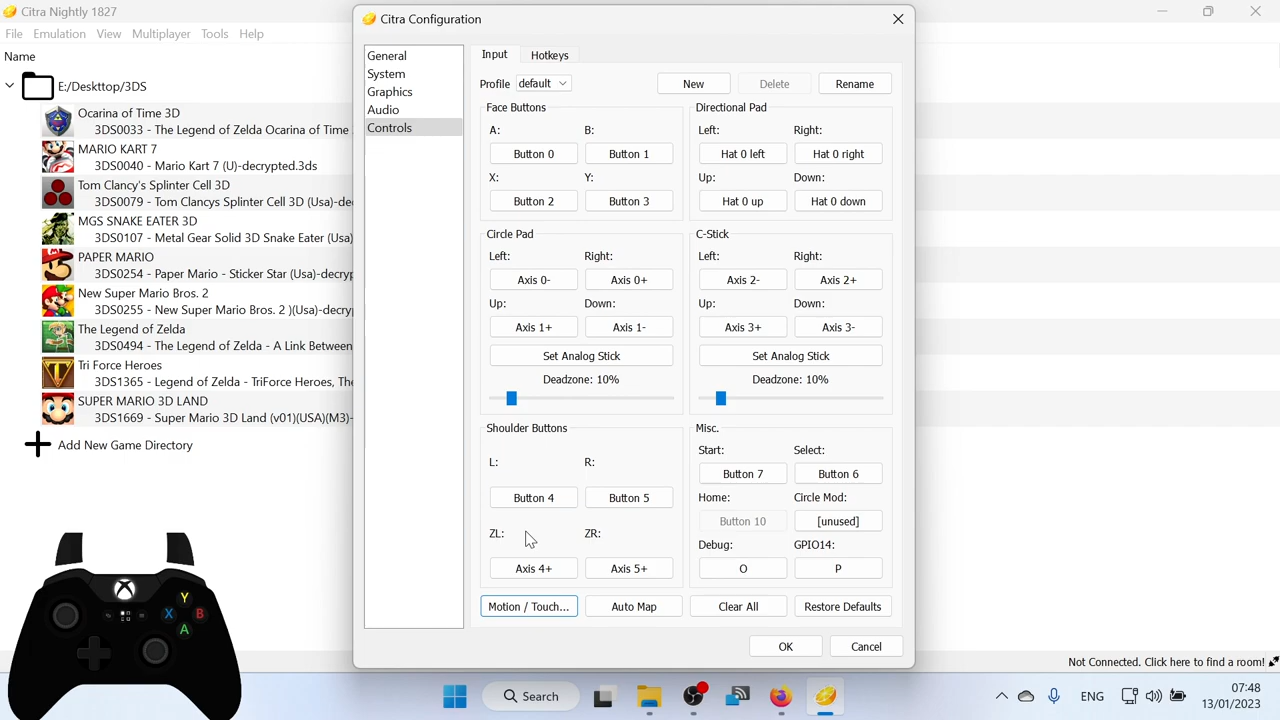 Citra Nightly 1827
File Emulation View Multiplayer Tools Help
Name
E:/Deskttop/3DS
Ocarina of Time 3D
3DS0033 - The Legend of Zelda Ocarina of Time
MARIO KART 7
3DS0040 - Mario Kart 7 (U)-decrypted.3ds
Tom Clancy's Splinter Cell 3D
3DS0079 - Tom Clancys Splinter Cell 3D (Usa)-de
MGS SNAKE EATER 3D
3DS0107 - Metal Gear Solid 3D Snake Eater (Usa)
PAPER MARIO
3DS0254 - Paper Mario - Sticker Star (Usa)-decryp
New Super Mario Bros. 2
3DS0255 - New Super Mario Bros. 2 )(Usa)-decry
The Legend of Zelda
3DS0494 - The Legend of Zelda - A Link Between
Tri Force Heroes
3DS1365 - Legend of Zelda - TriForce Heroes, The
SUPER MARIO 3D LAND
3DS1669 - Super Mario 3D Land (v01)(USA)(M3)-
Add New Game Directory
Citra Configuration
General
System
Graphics
Audio
Controls
Input Hotkeys
Profile default New Delete Rename
Face Buttons
A: B:
Button 0 Button 1
X: Y:
Button 2 Button 3
Directional Pad
Left: Right:
Hat 0 left Hat 0 right
Up: Down:
Hat 0 up Hat 0 down
Circle Pad
Left: Right:
Axis 0- Axis 0+
Up: Down:
Axis 1+ Axis 1-
Set Analog Stick
Deadzone: 10%
C-Stick
Left: Right:
Axis 2- Axis 2+
Up: Down:
Axis 3+ Axis 3-
Set Analog Stick
Deadzone: 10%
Shoulder Buttons
L: R:
Button 4 Button 5
ZL: ZR:
Axis 4+ Axis 5+
Misc.
Start: Select:
Button 7 Button 6
Home: Circle Mod:
Button 10 [unused]
Debug: GPIO14:
O P
Motion / Touch... Auto Map Clear All Restore Defaults
OK Cancel
Y
X B
A
Not Connected. Click here to find a room!
Search
ENG
07:48
13/01/2023